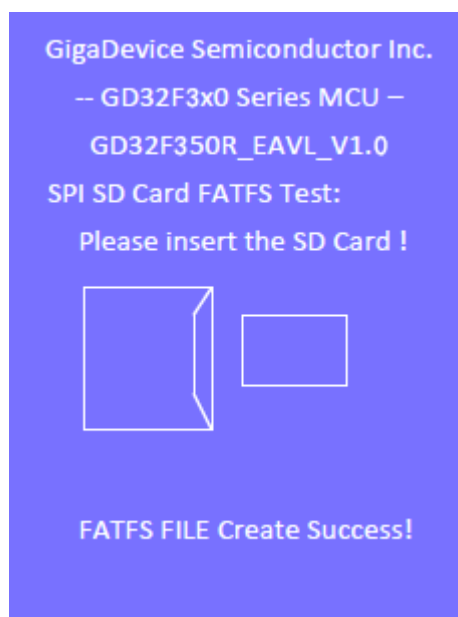 GigaDevice Semiconductor Inc.
-- GD32F3x0 Series MCU –
GD32F350R_EAVL_V1.0
SPI SD Card FATFS Test:
Please insert the SD Card !
FATFS FILE Create Success!